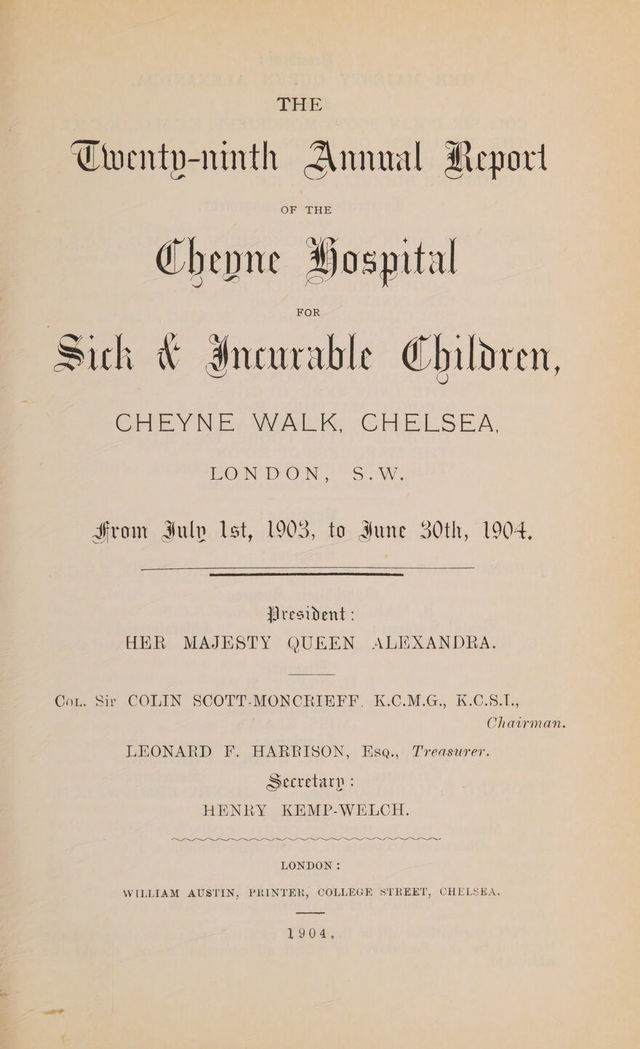 THE
Twenty-ninth Annual Report
OF THE
Cheyne Hospital
FOR
Sick & Incurable Children,
CHEYNE WALK, CHELSEA,
LONDON, S.W.
From July 1st, 1903, to June 30th, 1904.
President:
HER MAJESTY QUEEN ALEXANDRA.
COL. Sir COLIN SCOTT-MONCRIEFF, K.C.M.G., K.C.S.I.,
Chairman.
LEONARD F. HARRISON, Esq., Treasurer.
Secretary:
HENRY KEMP-WELCH.
LONDON:
WILLIAM AUSTIN, PRINTER, COLLEGE STREET, CHELSEA.
1904.